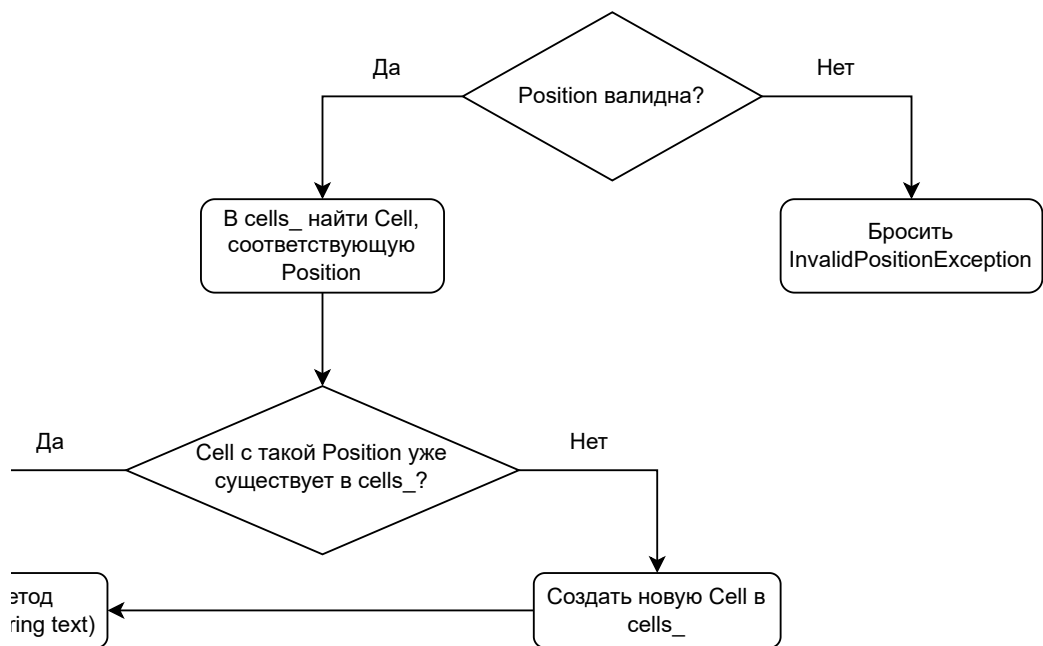 Да
Нет
Position валидна?
В cells_ найти Cell,
соответствующую
Position
Бросить
InvalidPositionException
Да
Нет
Cell с такой Position уже
существует в cells_?
text)
Создать новую Cell в
cells_